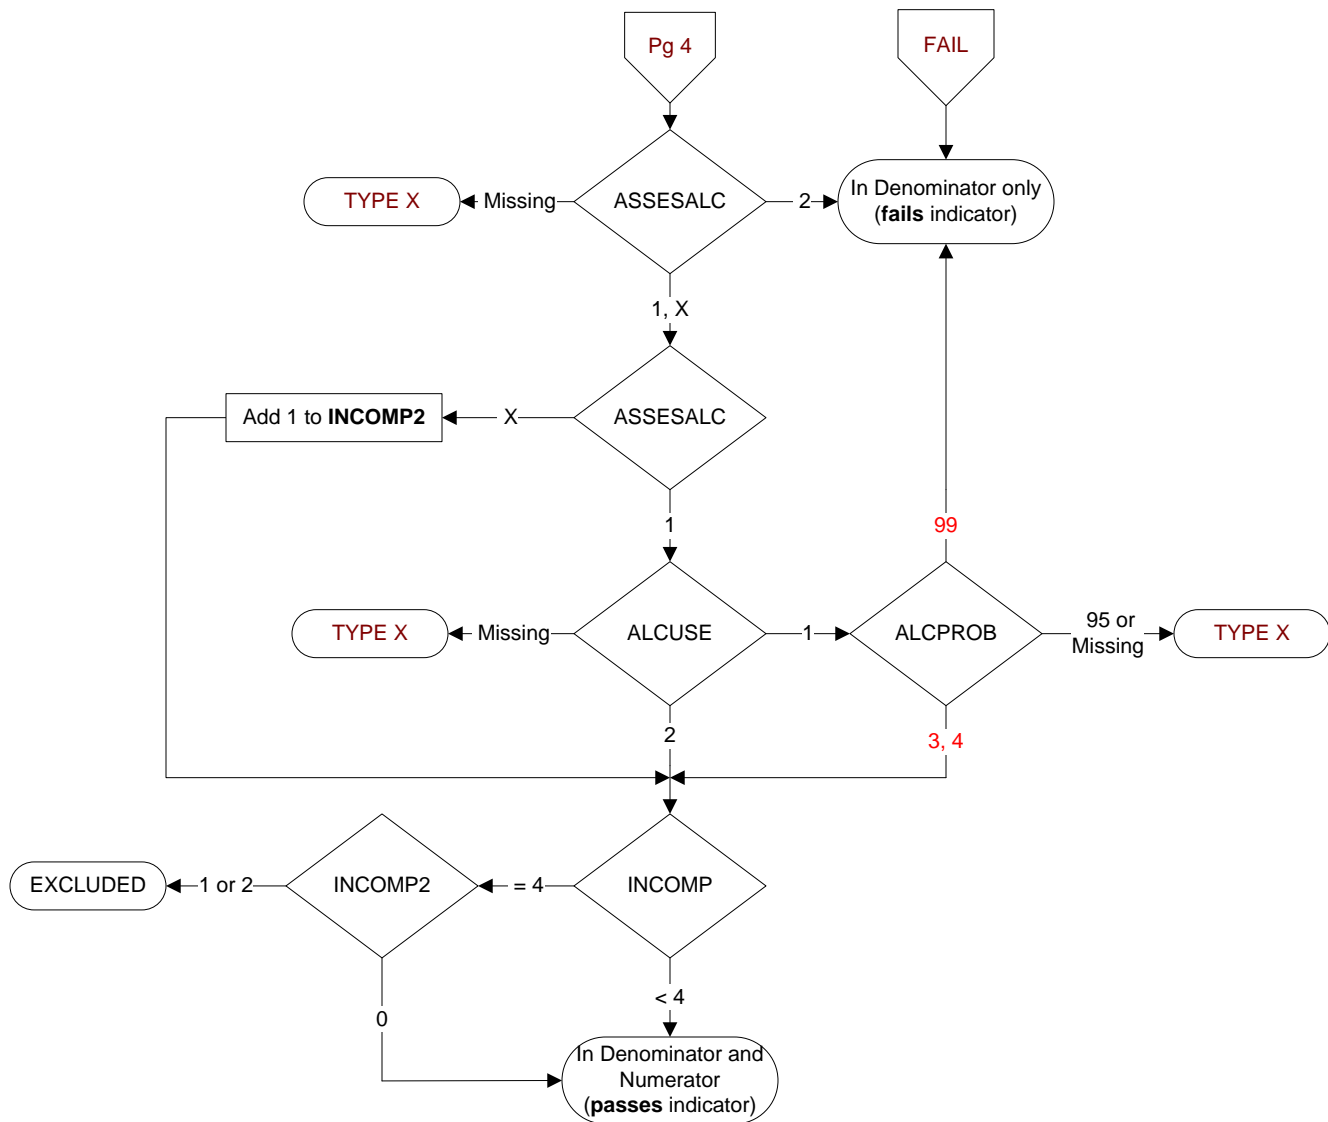 Pg 4
FAIL
TYPE X
Missing
ASSESALC
2
In Denominator only
(fails indicator)
1, X
Add 1 to INCOMP2
X
ASSESALC
1
99
TYPE X
Missing
ALCUSE
1
ALCPROB
95 or
Missing
TYPE X
2
3, 4
EXCLUDED
1 or 2
INCOMP2
= 4
INCOMP
< 4
0
In Denominator and
Numerator
(passes indicator)